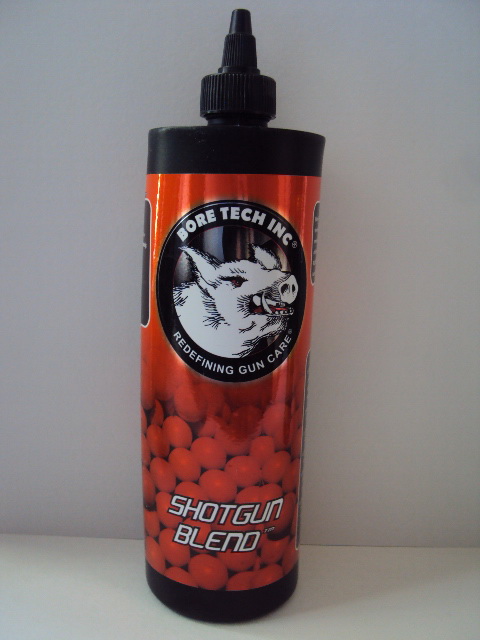 BORE TECH INC®
REDEFINING GUN CARE®
SHOTGUN
BLEND™